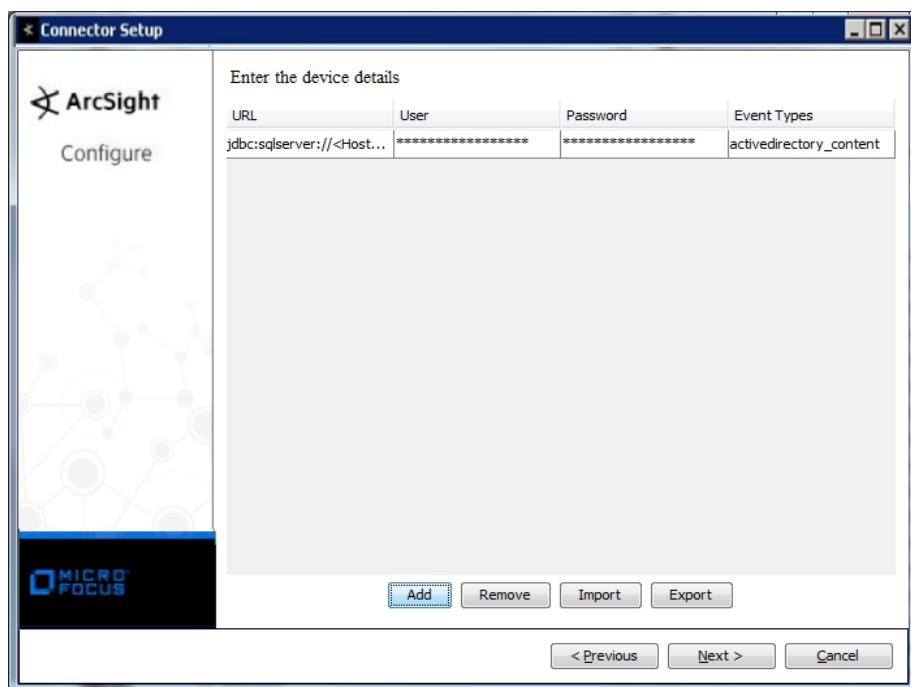 Connector Setup
ArcSight
Configure
Enter the device details
URL User Password Event Types
jdbc:sqlserver://<Host... ***************** ***************** activedirectory_content
MICRO
FOCUS
Add Remove Import Export
< Previous Next > Cancel